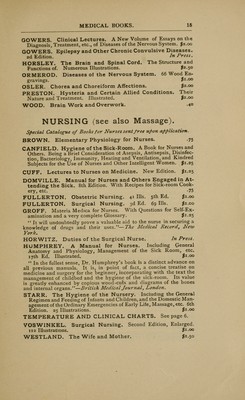 MEDICAL BOOKS. 18
GOWERS. Clinical Lectures. A New Volume of Essays on the
Diagnosis, Treatment, etc., of Diseases of the Nervous System. $2.00
GOWERS. Epilepsy and Other Chronic Convulsive Diseases.
2d Edition. In Press.
HORSLEY. The Brain and Spinal Cord. The Structure and
Functions of. Numerous Illustrations. $2.50
ORMEROD. Diseases of the Nervous System. 66 Wood En-
gravings. $1.00
OSLER. Chorea and Choreiform Affections. $2.00
PRESTON. Hysteria and Certain Allied Conditions. Their
Nature and Treatment. Illustrated. $2.00
WOOD. Brain Work and Overwork. .40
NURSING (see also Massage).
Special Catalogue of Books for Nurses sent free upon application.
BROWN. Elementary Physiology for Nurses. .75
CANFIELD. Hygiene of the Sick-Room. A Book for Nurses and
Others. Being a Brief Consideration of Asepsis, Antisepsis, Disinfec-
tion, Bacteriology, Immunity, Heating and Ventilation, and Kindred
Subjects for the Use of Nurses and Other Intelligent Women. $1.25
CUFF. Lectures to Nurses on Medicine. New Edition. $1.25
DOMVILLE. Manual for Nurses and Others Engaged in At-
tending the Sick. 8th Edition. With Recipes for Sick-room Cook-
ery, etc. .75
FULLERTON. Obstetric Nursing. 41 Ills. 5th Ed. $1.00
FULLERTON. Surgical Nursing. 3d Ed. 69 Ills. $1.00
GROFF. Materia Medica for Nurses. With Questions for Self-Ex-
amination and a very complete Glossary. $1.25
" It will undoubtedly prove a valuable aid to the nurse in securing a
knowledge of drugs and their uses."—The Medical Record, New
York.
HORWITZ. Duties of the Surgical Nurse. In Press.
HUMPHREY. A Manual for Nurses. Including General
Anatomy and Physiology, Management of the Sick Room, etc.
17th Ed. Illustrated. $1.00
" In the fullest sense, Dr. Humphrey's book is a distinct advance on
all previous manuals. It is, in point of fact, a concise treatise on
medicine and surgery for the beginner, incorporating with the text the
management of childbed and the hygiene of the sick-room. Its value
is greatly enhanced by copious wood-cuts and diagrams of the bones
and internal organs."—British Medical Journal, London.
STARR. The Hygiene of the Nursery. Including the General
Regimen and Feeding of Infants and Children, and the Domestic Man-
agement of the Ordinary Emergencies of Early Life, Massage, etc. 6th
Edition. 25 Illustrations. $1.00
TEMPERATURE AND CLINICAL CHARTS. See page 6.
VOSWINKEL. Surgical Nursing. Second Edition, Enlarged.
112 Illustrations. $1.00
WESTLAND. The Wife and Mother. $1.50